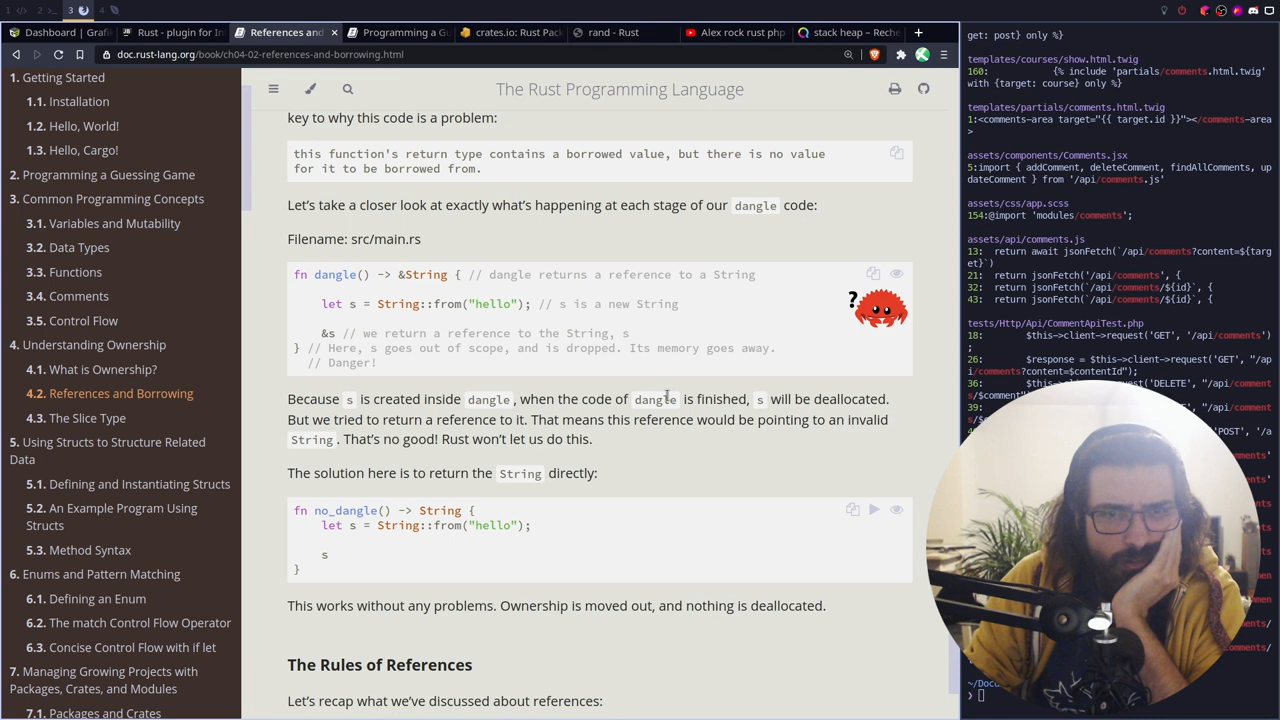 1
2
3
4
Dashboard | Grafi
Rust - plugin for In
References and
Programming a Gu
crates.io: Rust Pack
rand - Rust
Alex rock rust php
stack heap – Reche
doc.rust-lang.org/book/ch04-02-references-and-borrowing.html
1. Getting Started
1.1. Installation
1.2. Hello, World!
1.3. Hello, Cargo!
2. Programming a Guessing Game
3. Common Programming Concepts
3.1. Variables and Mutability
3.2. Data Types
3.3. Functions
3.4. Comments
3.5. Control Flow
4. Understanding Ownership
4.1. What is Ownership?
4.2. References and Borrowing
4.3. The Slice Type
5. Using Structs to Structure Related
Data
5.1. Defining and Instantiating Structs
5.2. An Example Program Using
Structs
5.3. Method Syntax
6. Enums and Pattern Matching
6.1. Defining an Enum
6.2. The match Control Flow Operator
6.3. Concise Control Flow with if let
7. Managing Growing Projects with
Packages, Crates, and Modules
7.1. Packages and Crates
The Rust Programming Language
key to why this code is a problem:
this function's return type contains a borrowed value, but there is no value
for it to be borrowed from.
Let's take a closer look at exactly what's happening at each stage of our dangle code:
Filename: src/main.rs
fn dangle() -> &String { // dangle returns a reference to a String
let s = String::from("hello"); // s is a new String
&s // we return a reference to the String, s
} // Here, s goes out of scope, and is dropped. Its memory goes away.
// Danger!
?
Because s is created inside dangle, when the code of dangle is finished, s will be deallocated.
But we tried to return a reference to it. That means this reference would be pointing to an invalid
String. That's no good! Rust won't let us do this.
The solution here is to return the String directly:
fn no_dangle() -> String {
let s = String::from("hello");
s
}
This works without any problems. Ownership is moved out, and nothing is deallocated.
The Rules of References
Let's recap what we've discussed about references:
get: post} only %}
templates/courses/show.html.twig
160: {% include 'partials/comments.html.twig'
with {target: course} only %}
templates/partials/comments.html.twig
1:<comments-area target="{{ target.id }}"></comments-area
>
assets/components/Comments.jsx
5:import { addComment, deleteComment, findAllComments, up
dateComment } from '/api/comments.js'
assets/css/app.scss
154:@import 'modules/comments';
assets/api/comments.js
13: return await jsonFetch(`/api/comments?content=${targ
et}`)
21: return jsonFetch('/api/comments', {
32: return jsonFetch(`/api/comments/${id}`, {
43: return jsonFetch(`/api/comments/${id}`, {
tests/Http/Api/CommentApiTest.php
18: $this->client->request('GET', '/api/comments')
;
26: $response = $this->client->request('GET', "/ap
i/comments?content=$contentId");
36: $this->
$comment
39:
/$
4
~/Docu